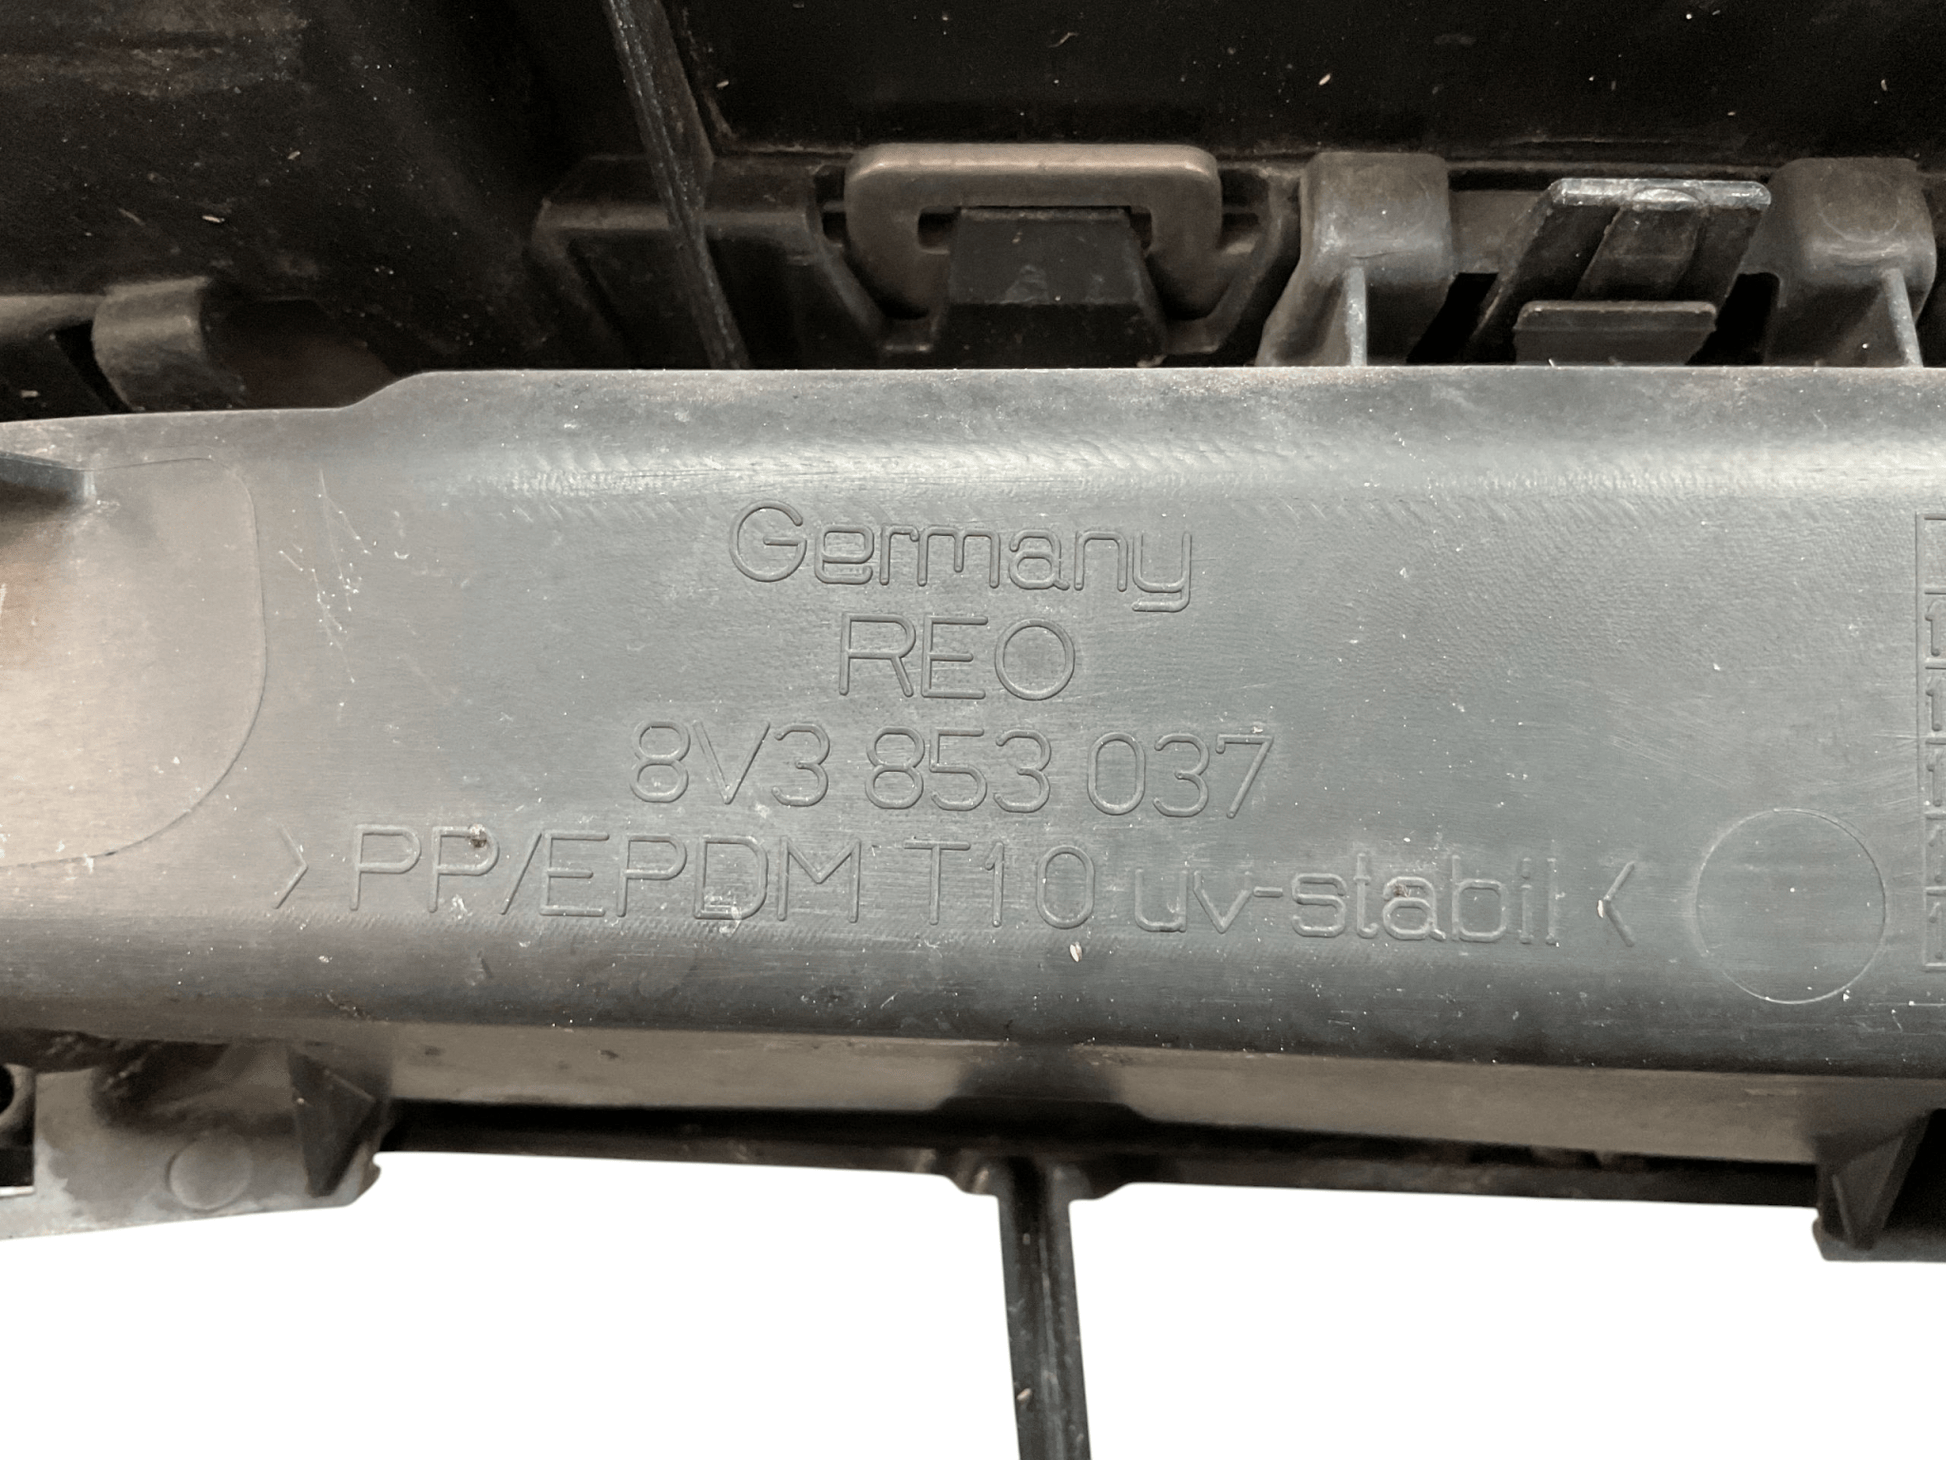 Germany
REO
8V3 853 037
>PP/EPDM T10 uv-stabil<